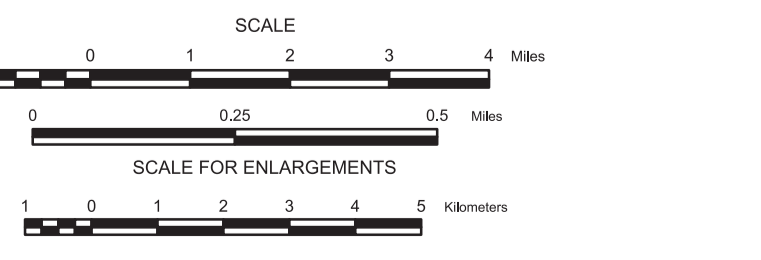 SCALE
0 1 2 3 4 Miles
0 0.25 0.5 Miles
SCALE FOR ENLARGEMENTS
1 0 1 2 3 4 5 Kilometers